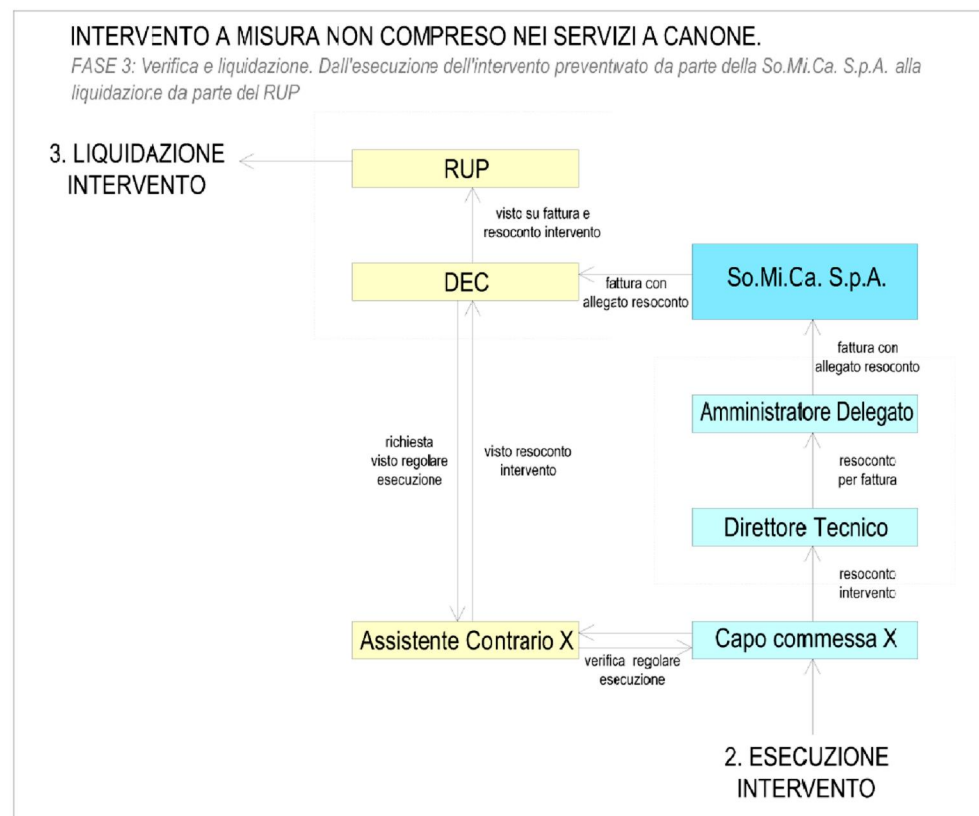 INTERVENTO A MISURA NON COMPRESO NEI SERVIZI A CANONE.
FASE 3: Verifica e liquidazione. Dall'esecuzione dell'intervento preventivato da parte della So.Mi.Ca. S.p.A. alla
liquidazione da parte del RUP
3. LIQUIDAZIONE
INTERVENTO
RUP
visto su fattura e
resoconto intervento
DEC
fattura con
allegato resoconto
So.Mi.Ca. S.p.A.
fattura con
allegato resoconto
Amministratore Delegato
richiesta
visto regolare
esecuzione
visto resoconto
intervento
resoconto
per fattura
Direttore Tecnico
resoconto
intervento
Assistente Contrario X
verifica regolare
esecuzione
Capo commessa X
2. ESECUZIONE
INTERVENTO